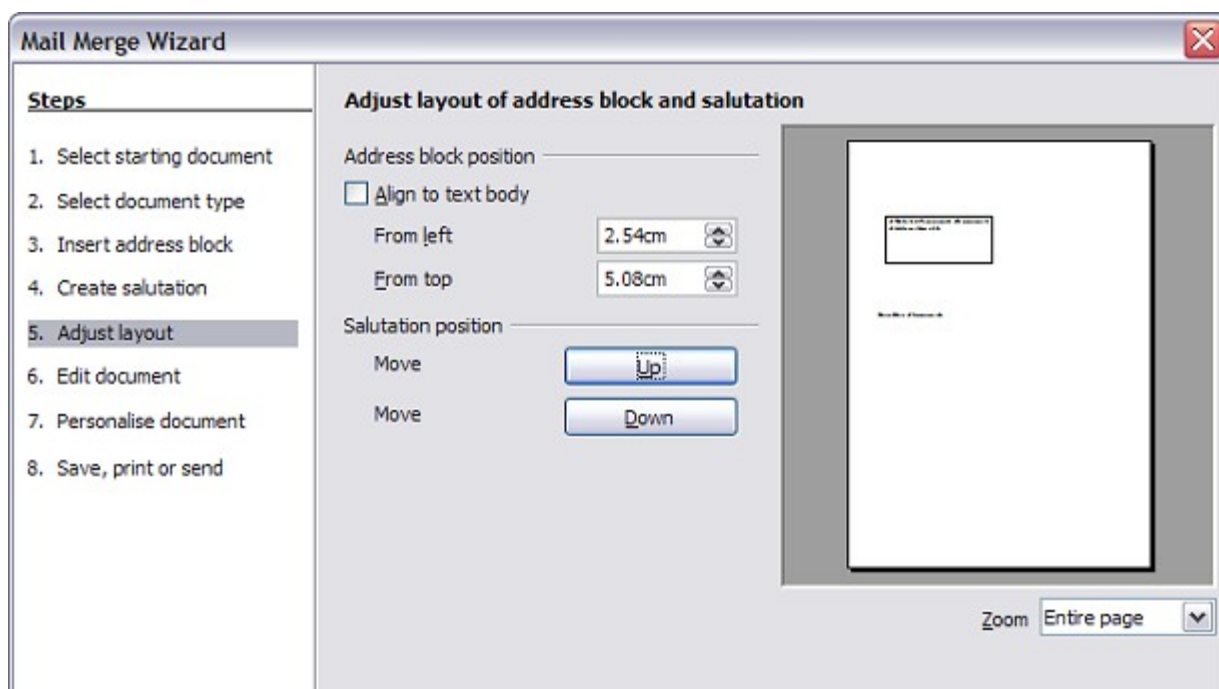 Mail Merge Wizard
Steps
1. Select starting document
2. Select document type
3. Insert address block
4. Create salutation
5. Adjust layout
6. Edit document
7. Personalise document
8. Save, print or send
Adjust layout of address block and salutation
Address block position
Align to text body
From left 2.54cm
From top 5.08cm
Salutation position
Move Up
Move Down
Zoom Entire page